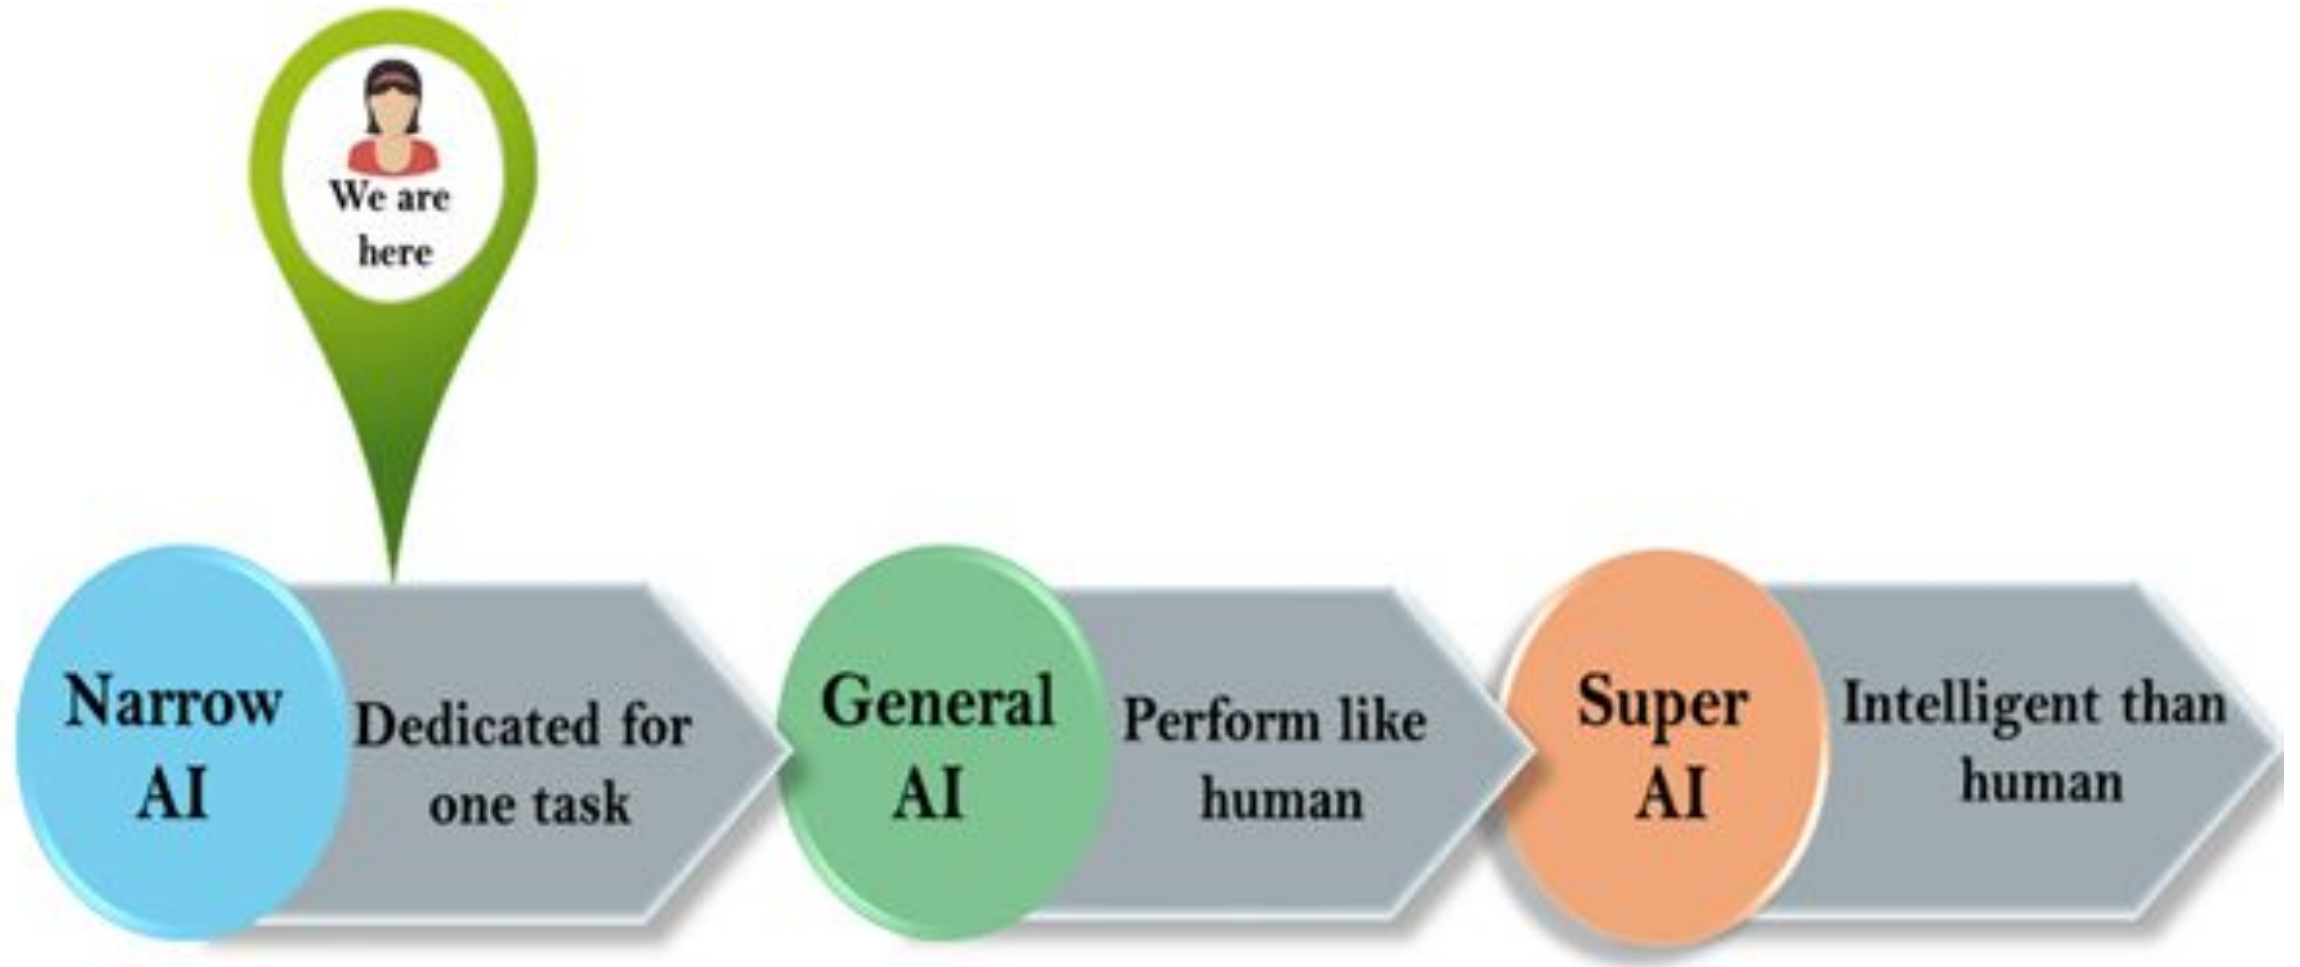 We are
here
Narrow
AI
Dedicated for
one task
General
AI
Perform like
human
Super
AI
Intelligent than
human